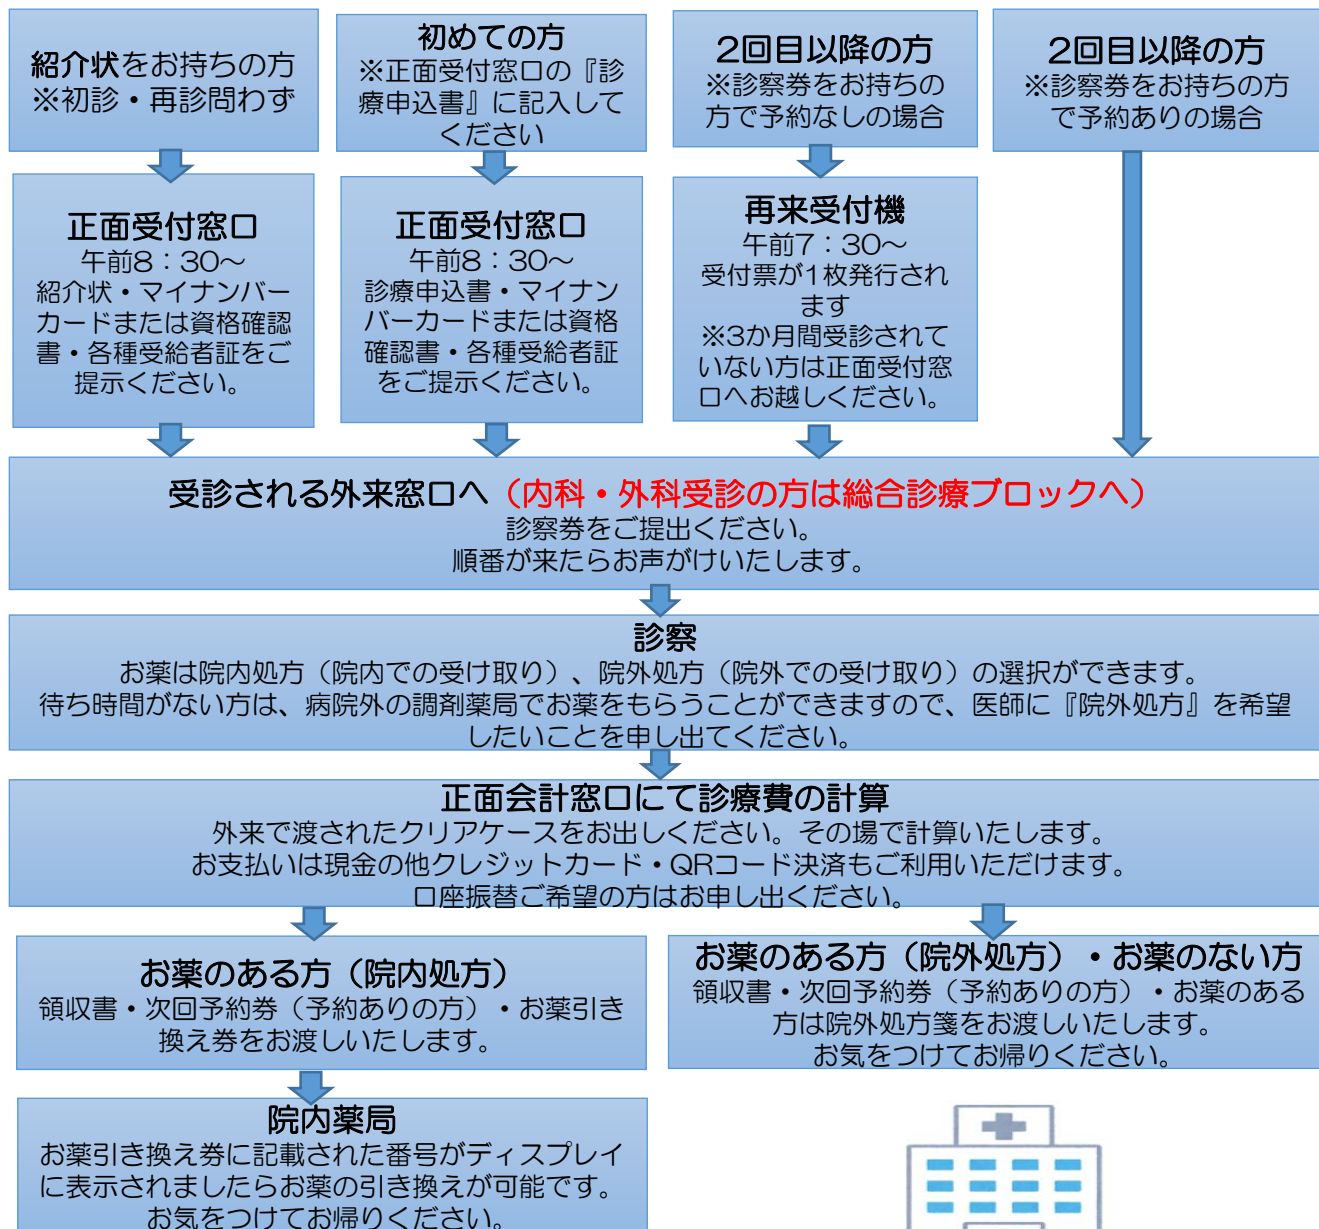 紹介状をお持ちの方
※初診・再診問わず
初めての方
※正面受付窓口の『診
療申込書』に記入して
ください
2回目以降の方
※診察券をお持ちの
方で予約なしの場合
2回目以降の方
※診察券をお持ちの方
で予約ありの場合
正面受付窓口
午前8：30～
紹介状・マイナンバー
カードまたは資格確認
書・各種受給者証をご
提示ください。
正面受付窓口
午前8：30～
診療申込書・マイナン
バーカードまたは資格
確認書・各種受給者証
をご提示ください。
再来受付機
午前7：30～
受付票が1枚発行され
ます
※3か月間受診されて
いない方は正面受付窓
口へお越しください。
受診される外来窓口へ（内科・外科受診の方は総合診療ブロックへ）
診察券をご提出ください。
順番が来たらお声がけいたします。
診察
お薬は院内処方（院内での受け取り）、院外処方（院外での受け取り）の選択ができます。
待ち時間がない方は、病院外の調剤薬局でお薬をもらうことができますので、医師に『院外処方』を希望
したいことを申し出てください。
正面会計窓口にて診療費の計算
外来で渡されたクリアケースをお出しください。その場で計算いたします。
お支払いは現金の他クレジットカード・QRコード決済もご利用いただけます。
口座振替ご希望の方はお申し出ください。
お薬のある方（院内処方）
領収書・次回予約券（予約ありの方）・お薬引き
換え券をお渡しいたします。
お薬のある方（院外処方）・お薬のない方
領収書・次回予約券（予約ありの方）・お薬のある
方は院外処方箋をお渡しいたします。
お気をつけてお帰りください。
院内薬局
お薬引き換え券に記載された番号がディスプレイ
に表示されましたらお薬の引き換えが可能です。
お気をつけてお帰りください。